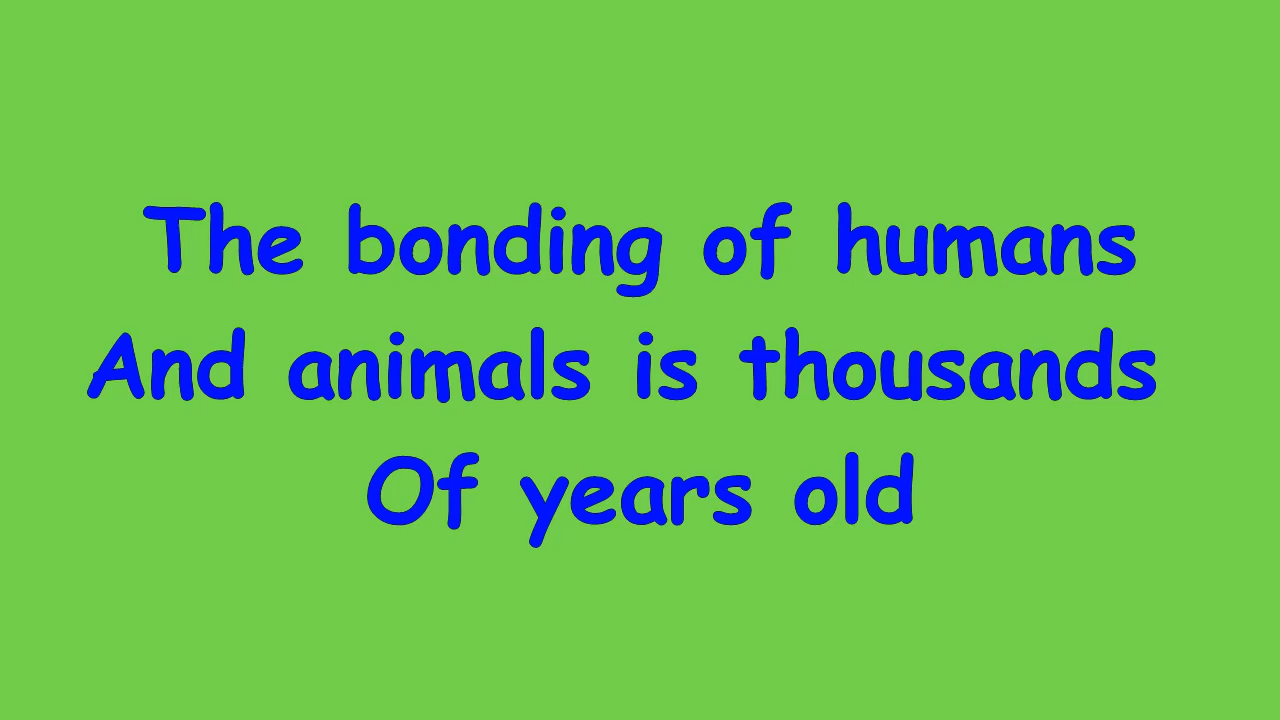 The bonding of humans
And animals is thousands
Of years old